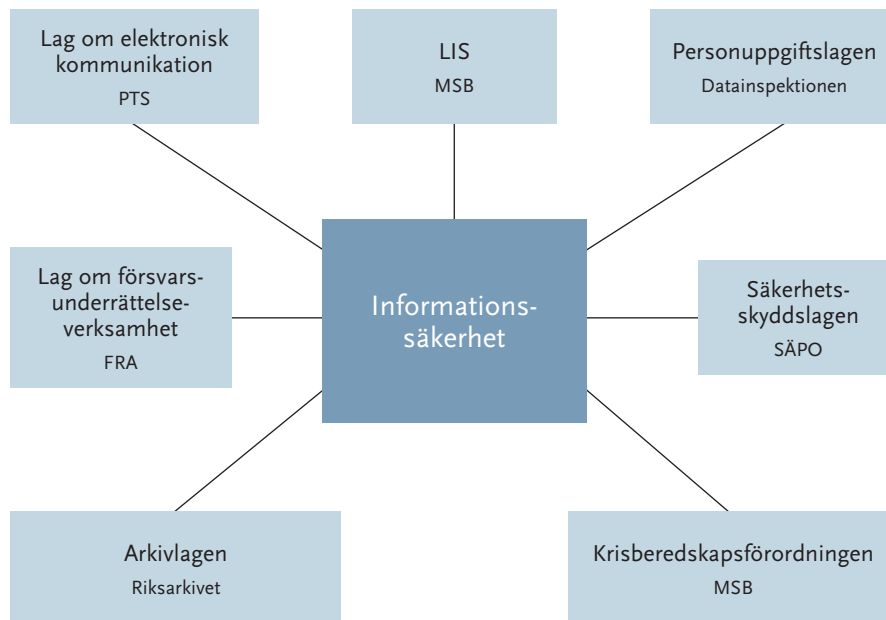 Lag om elektronisk
kommunikation
PTS
LIS
MSB
Personuppgiftslagen
Datainspektionen
Lag om försvars-
underrättelse-
verksamhet
FRA
Informations-
säkerhet
Säkerhets-
skyddslagen
SÄPO
Arkivlagen
Riksarkivet
Krisberedskapsförordningen
MSB